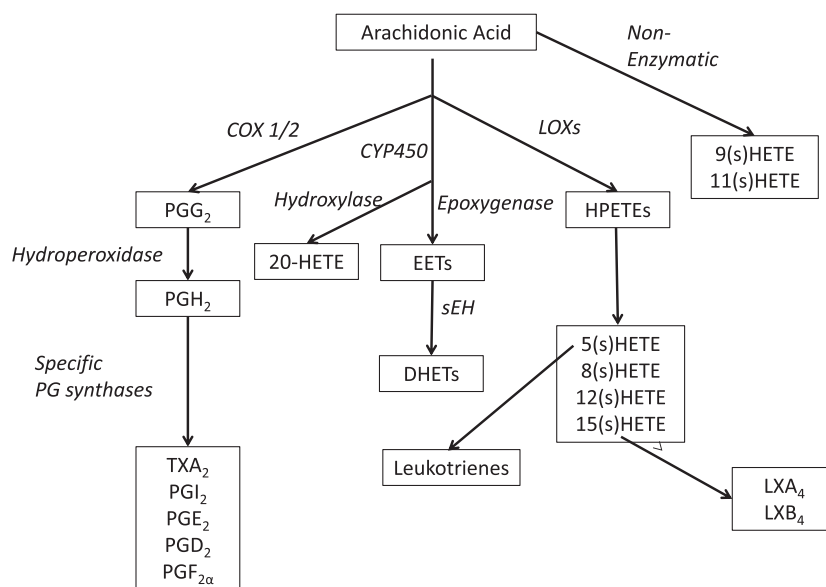 Arachidonic Acid
Non-
Enzymatic
COX 1/2
CYP450
LOXs
9(s)HETE
11(s)HETE
PGG₂
Hydroxylase
Epoxygenase
HPETEs
Hydroperoxidase
20-HETE
EETs
PGH₂
sEH
Specific
PG synthases
DHETs
5(s)HETE
8(s)HETE
12(s)HETE
15(s)HETE
Leukotrienes
TXA₂
PGI₂
PGE₂
PGD₂
PGF₂α
LXA₄
LXB₄